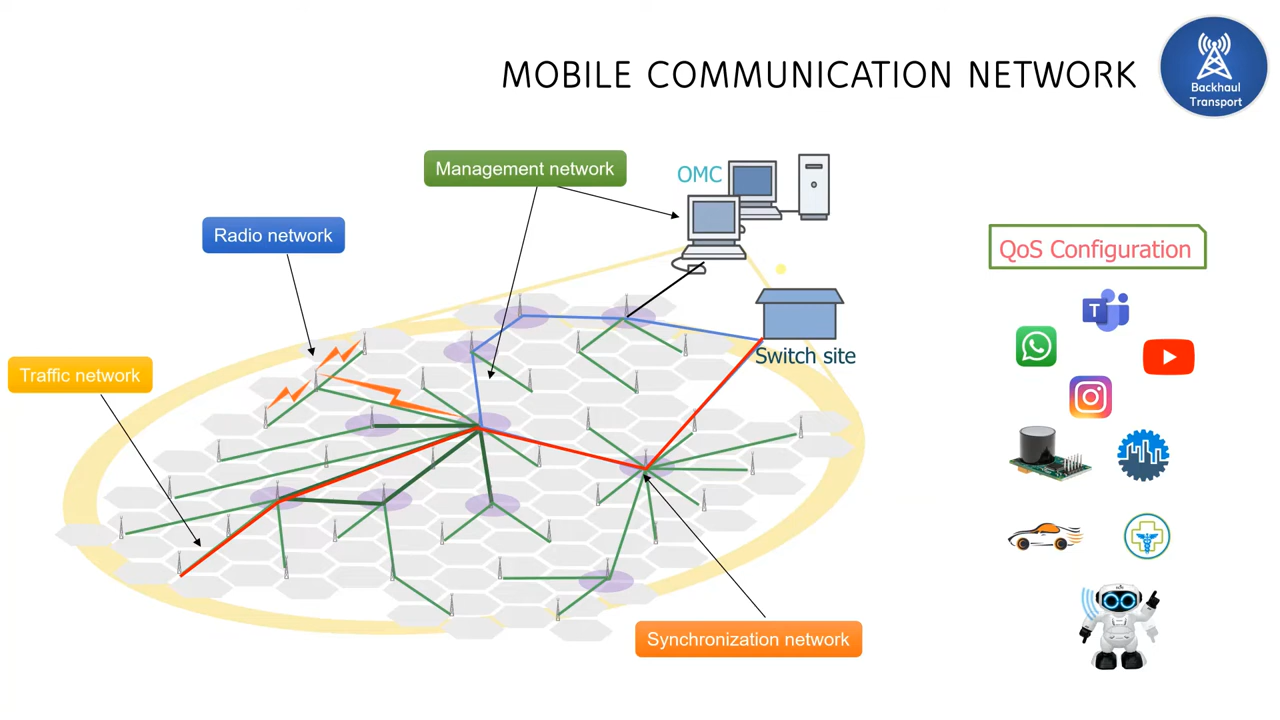 MOBILE COMMUNICATION NETWORK
Backhaul
Transport
Management network
OMC
Radio network
QoS Configuration
T
Switch site
Traffic network
Synchronization network